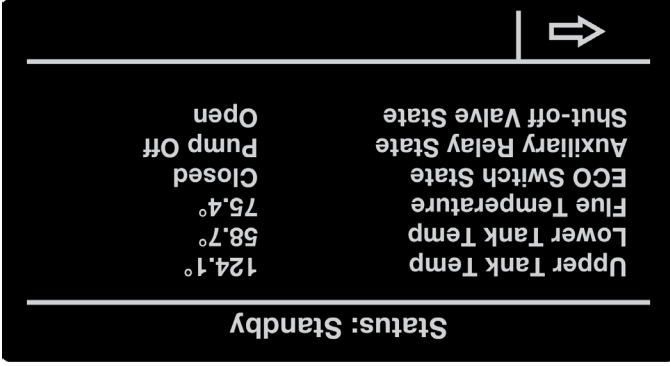 Status: Standby
Upper Tank Temp 124.1°
Lower Tank Temp 58.7°
Flue Temperature 75.4°
ECO Switch State Closed
Auxiliary Relay State Pump Off
Shut-off Valve State Open